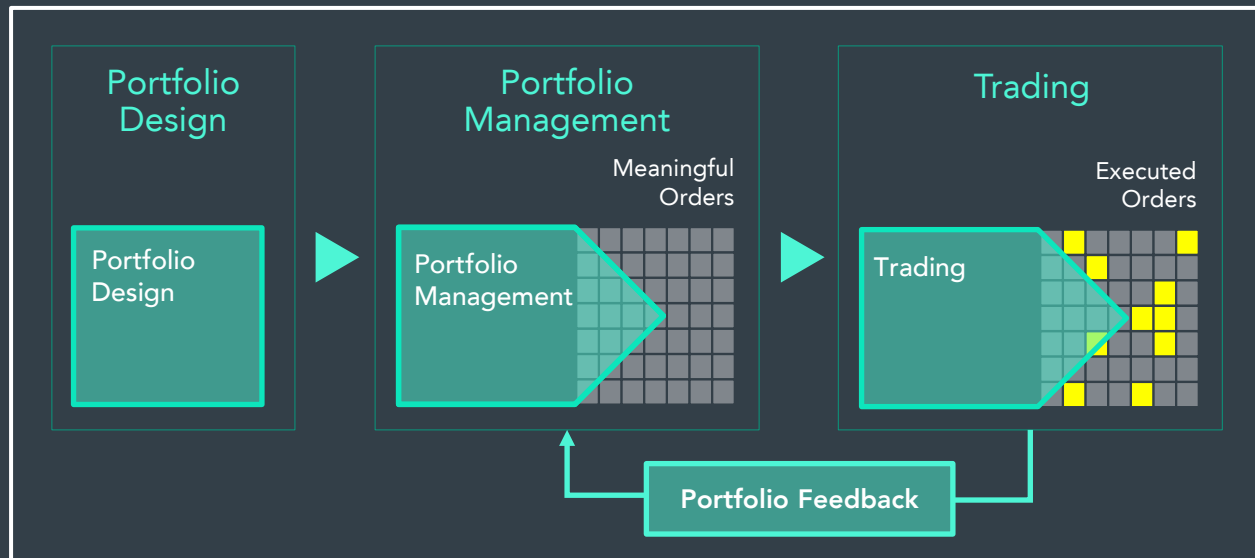 Portfolio
Design
Portfolio
Design
Portfolio
Management
Meaningful
Orders
Portfolio
Management
Trading
Executed
Orders
Trading
Portfolio Feedback